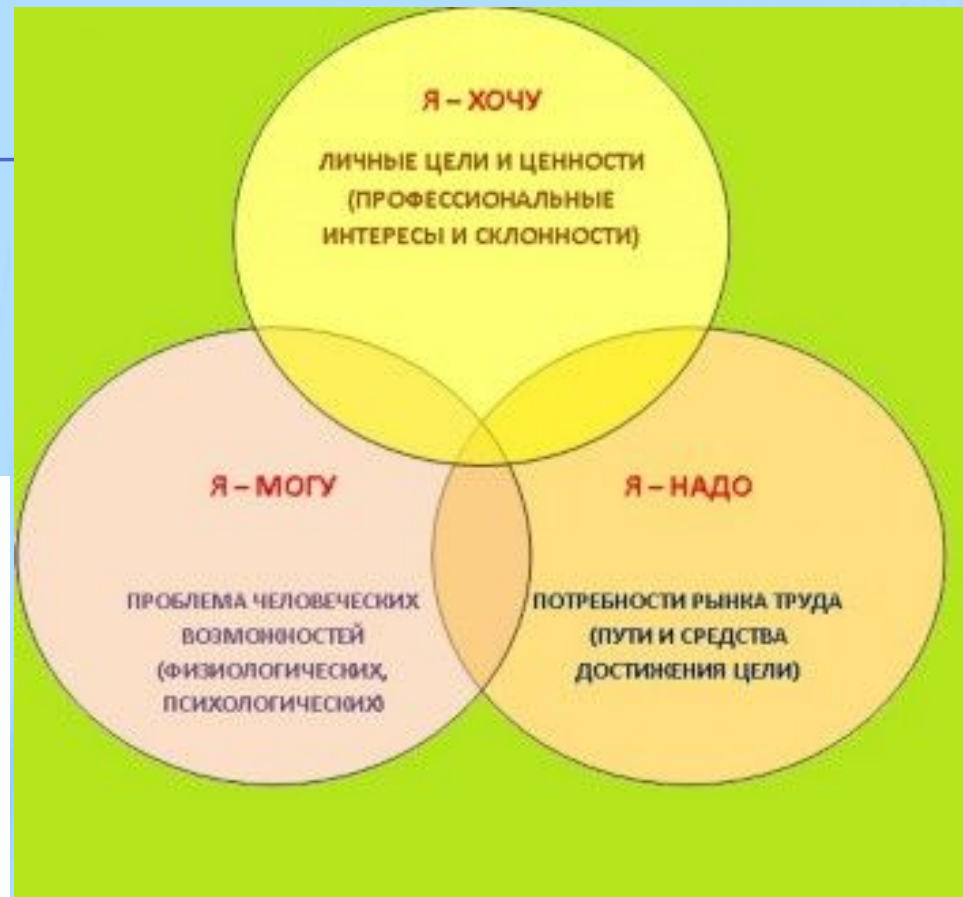 Я – ХОЧУ
ЛИЧНЫЕ ЦЕЛИ И ЦЕННОСТИ
(ПРОФЕССИОНАЛЬНЫЕ
ИНТЕРЕСЫ И СКЛОННОСТИ)
Я – МОГУ
ПРОБЛЕМА ЧЕЛОВЕЧЕСКИХ
ВОЗМОЖНОСТЕЙ
(ФИЗИОЛОГИЧЕСКИХ,
ПСИХОЛОГИЧЕСКИХ)
Я – НАДО
ПОТРЕБНОСТИ РЫНКА ТРУДА
(ПУТИ И СРЕДСТВА
ДОСТИЖЕНИЯ ЦЕЛИ)